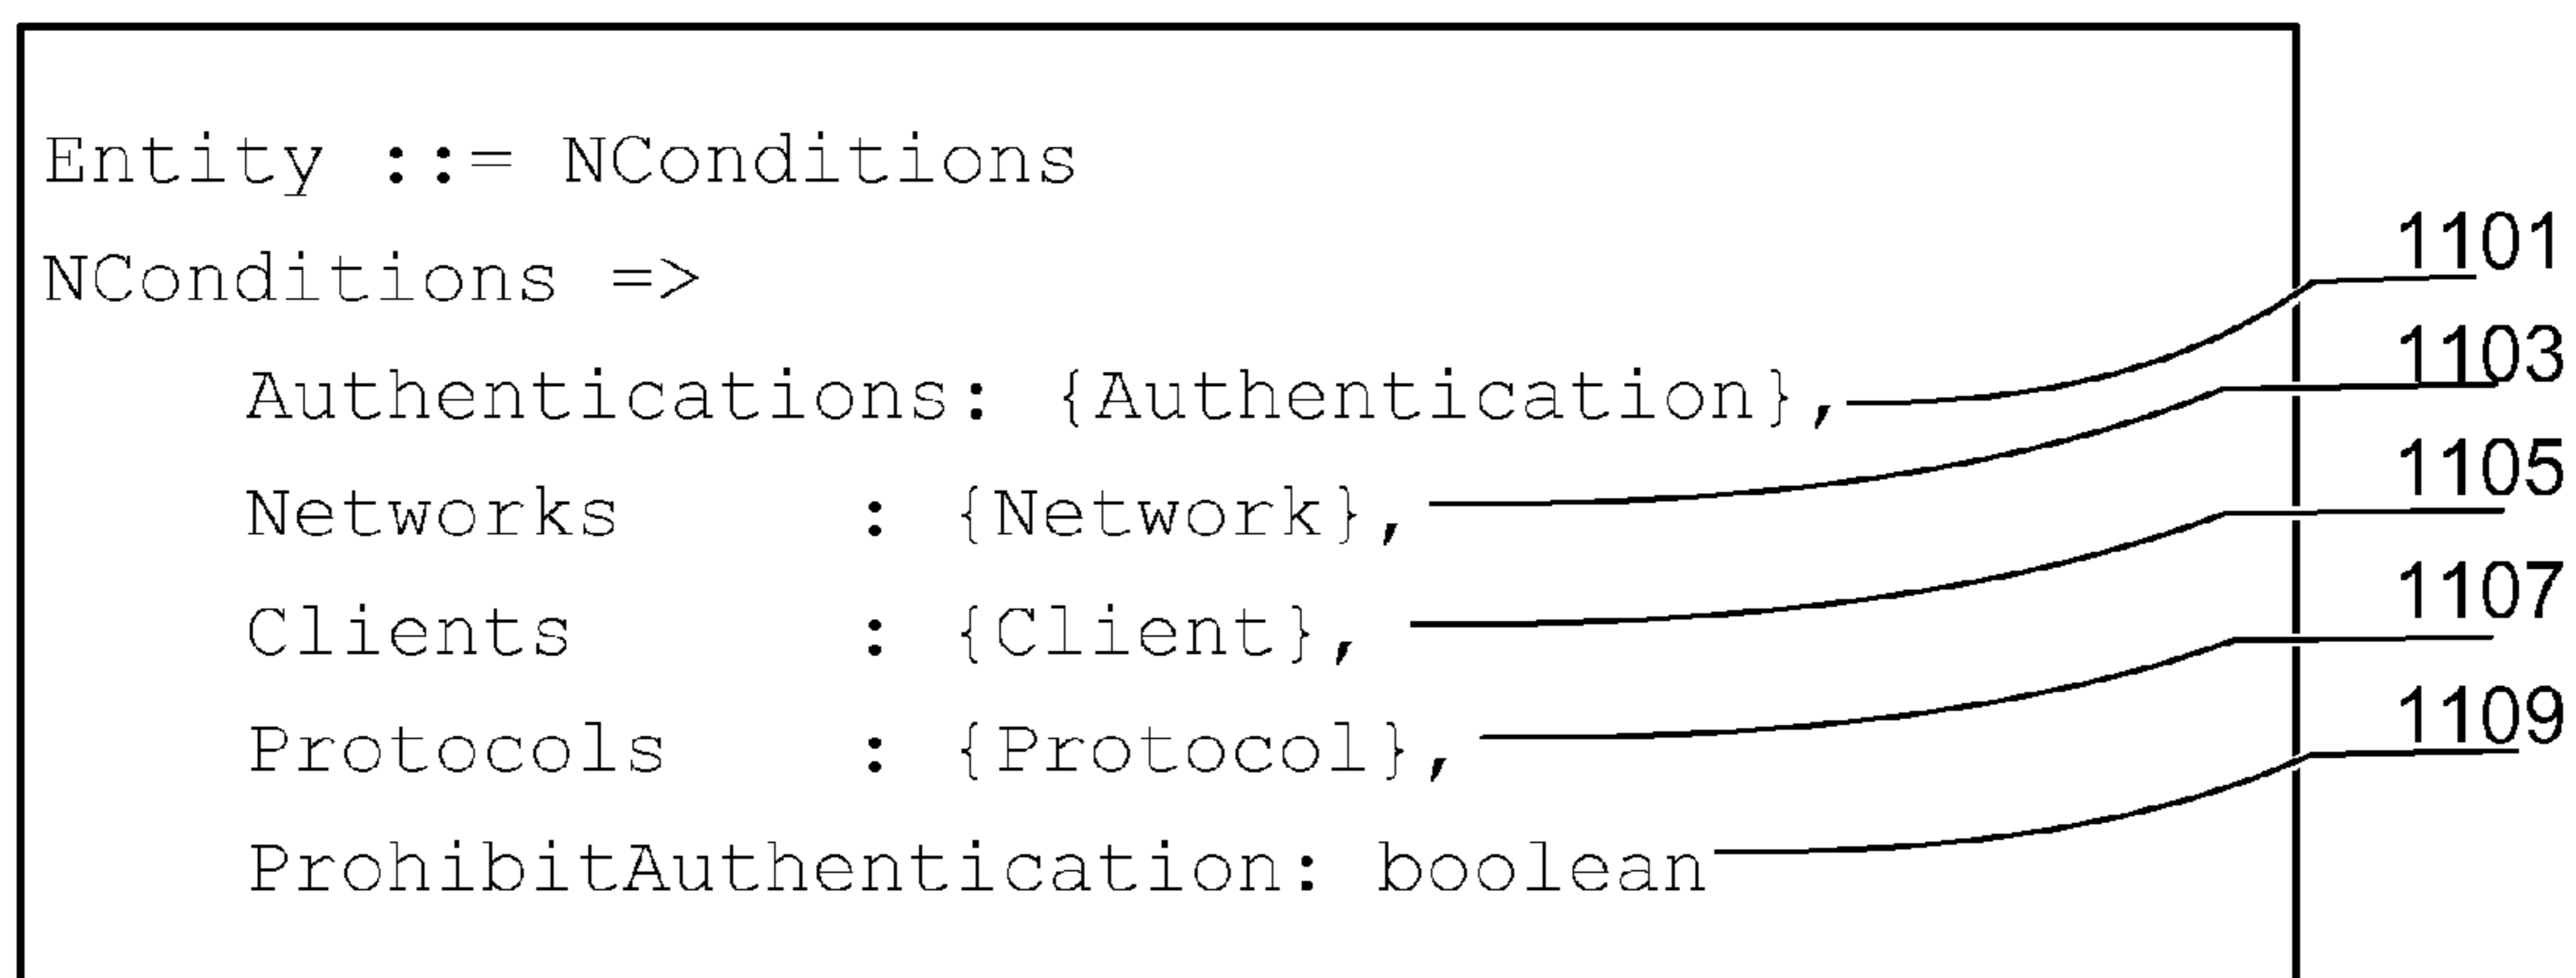 Entity ::= NConditions
NConditions =>
Authentications: {Authentication}, 1101
Networks : {Network}, 1103
Clients : {Client}, 1105
Protocols : {Protocol}, 1107
ProhibitAuthentication: boolean 1109